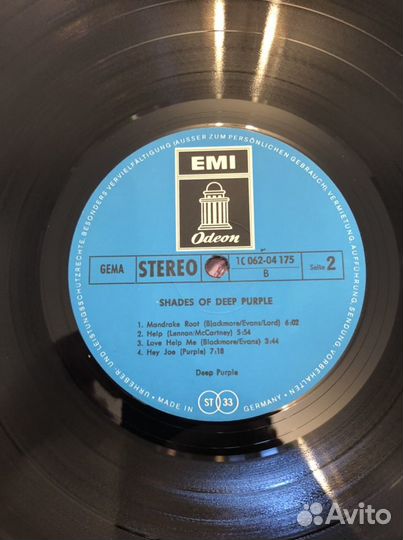 URHEBER- UND LEISTUNGSSCHUTZRECHTE, BESONDERS VERVIELFÄLTIGUNG (AUSSER ZUM PERSÖNLICHEN GEBRAUCH), VERMIETUNG, AUFFÜHRUNG, SENDUNG VORBEHALTEN
EMI
Odeon
GEMA
STEREO
1C 062-04 175
B
Seite 2
SHADES OF DEEP PURPLE
1. Mandrake Root (Blackmore/Evans/Lord) 6:02
2. Help (Lennon/McCartney) 5:54
3. Love Help Me (Blackmore/Evans) 3:44
4. Hey Joe (Purple) 7:18
Deep Purple
MADE IN
ST 33
GERMANY
Avito